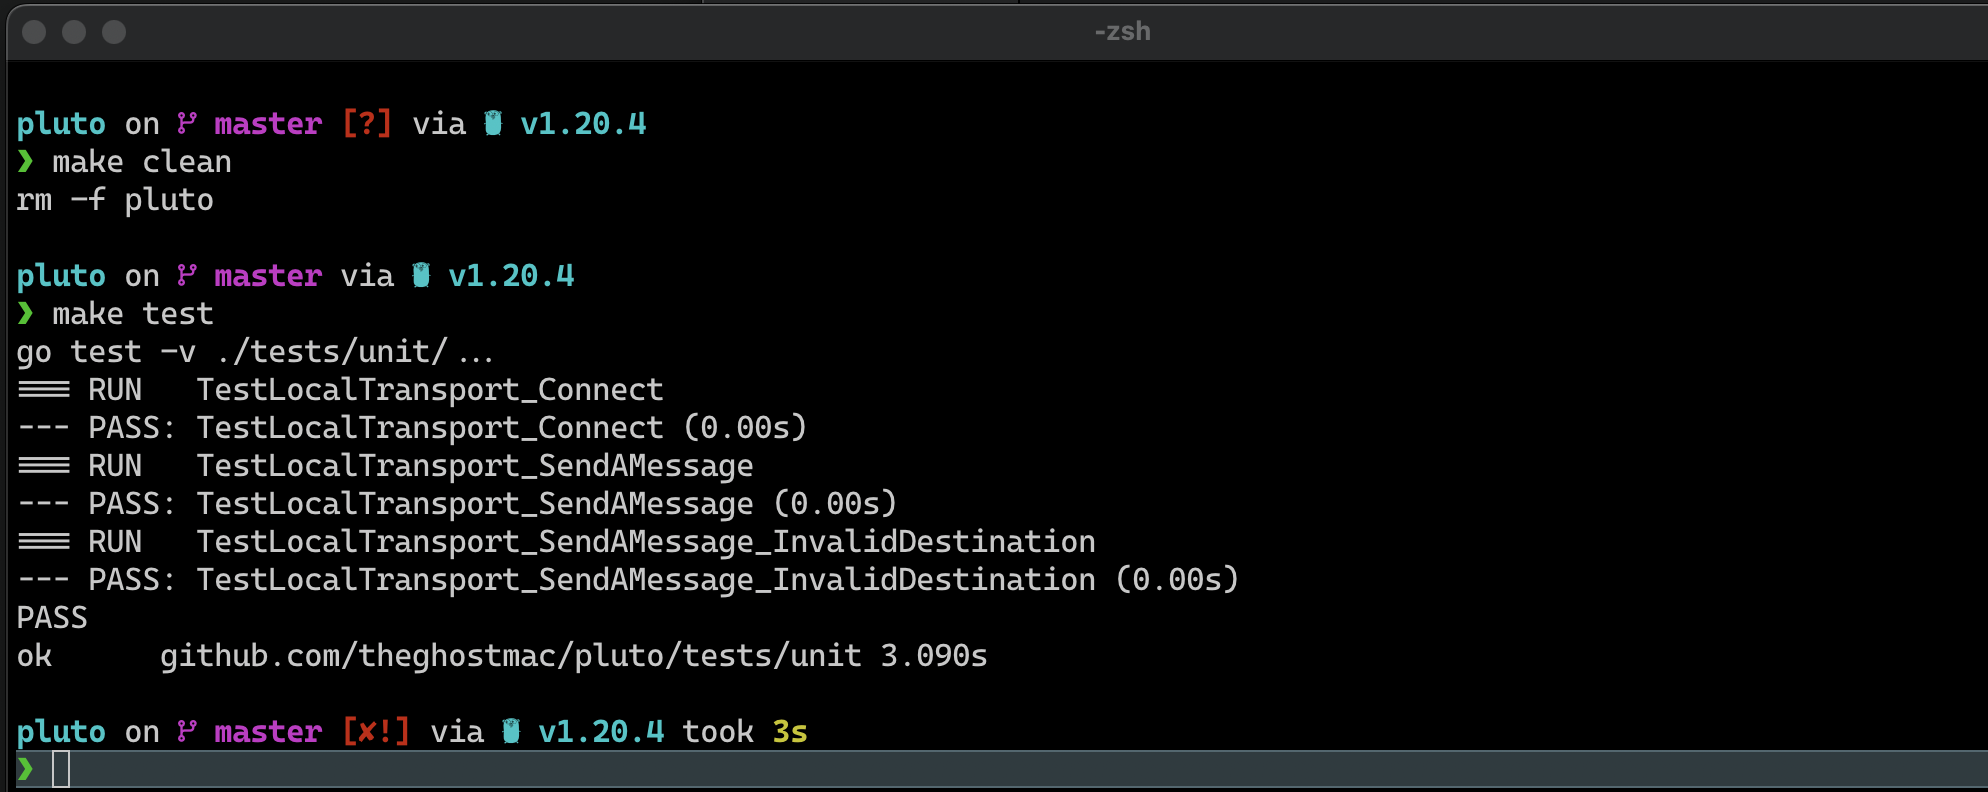 -zsh
pluto on master [?] via v1.20.4
❯ make clean
rm -f pluto
pluto on master via v1.20.4
❯ make test
go test -v ./tests/unit/...
=== RUN   TestLocalTransport_Connect
--- PASS: TestLocalTransport_Connect (0.00s)
=== RUN   TestLocalTransport_SendAMessage
--- PASS: TestLocalTransport_SendAMessage (0.00s)
=== RUN   TestLocalTransport_SendAMessage_InvalidDestination
--- PASS: TestLocalTransport_SendAMessage_InvalidDestination (0.00s)
PASS
ok      github.com/theghostmac/pluto/tests/unit 3.090s
pluto on master [✘!] via v1.20.4 took 3s
❯